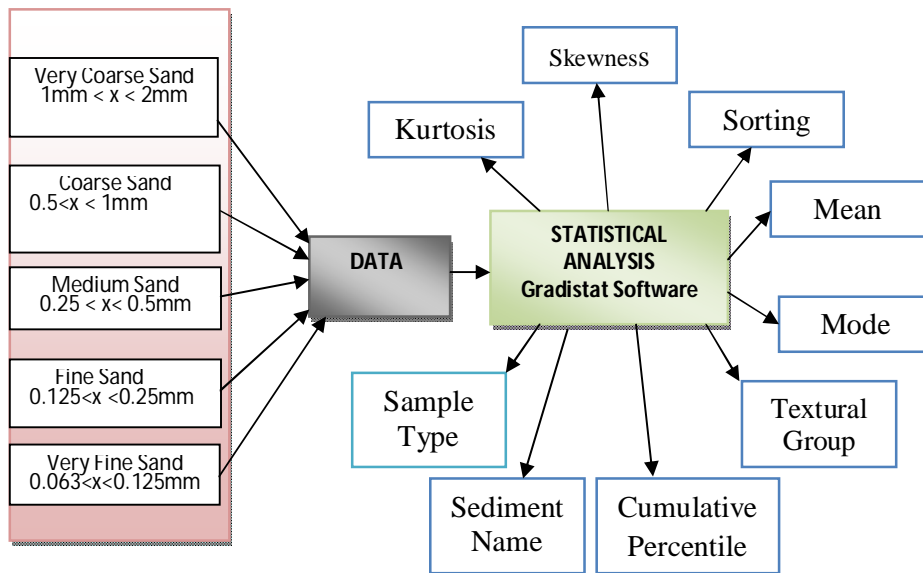 Very Coarse Sand
1mm < x < 2mm
Coarse Sand
0.5<x < 1mm
Medium Sand
0.25 < x< 0.5mm
Fine Sand
0.125<x <0.25mm
Very Fine Sand
0.063<x<0.125mm
DATA
STATISTICAL
ANALYSIS
Gradistat Software
Kurtosis
Skewness
Sorting
Mean
Mode
Textural
Group
Cumulative
Percentile
Sediment
Name
Sample
Type